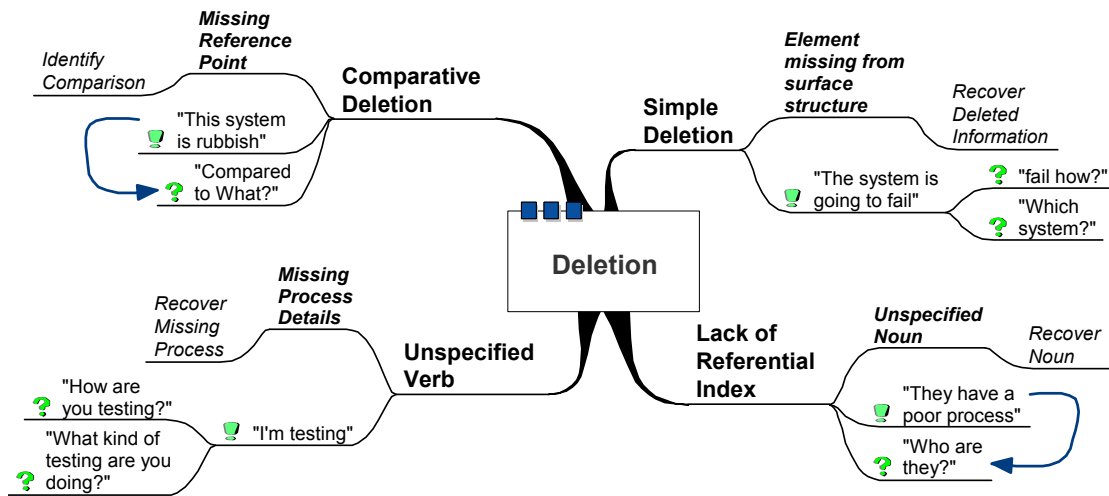 Deletion
Comparative
Deletion
Missing
Reference
Point
Identify
Comparison
"This system
is rubbish"
"Compared
to What?"
Simple
Deletion
Element
missing from
surface
structure
Recover
Deleted
Information
"The system is
going to fail"
"fail how?"
"Which
system?"
Unspecified
Verb
Missing
Process
Details
Recover
Missing
Process
"I'm testing"
"How are
you testing?"
"What kind of
testing are you
doing?"
Lack of
Referential
Index
Unspecified
Noun
Recover
Noun
"They have a
poor process"
"Who are
they?"